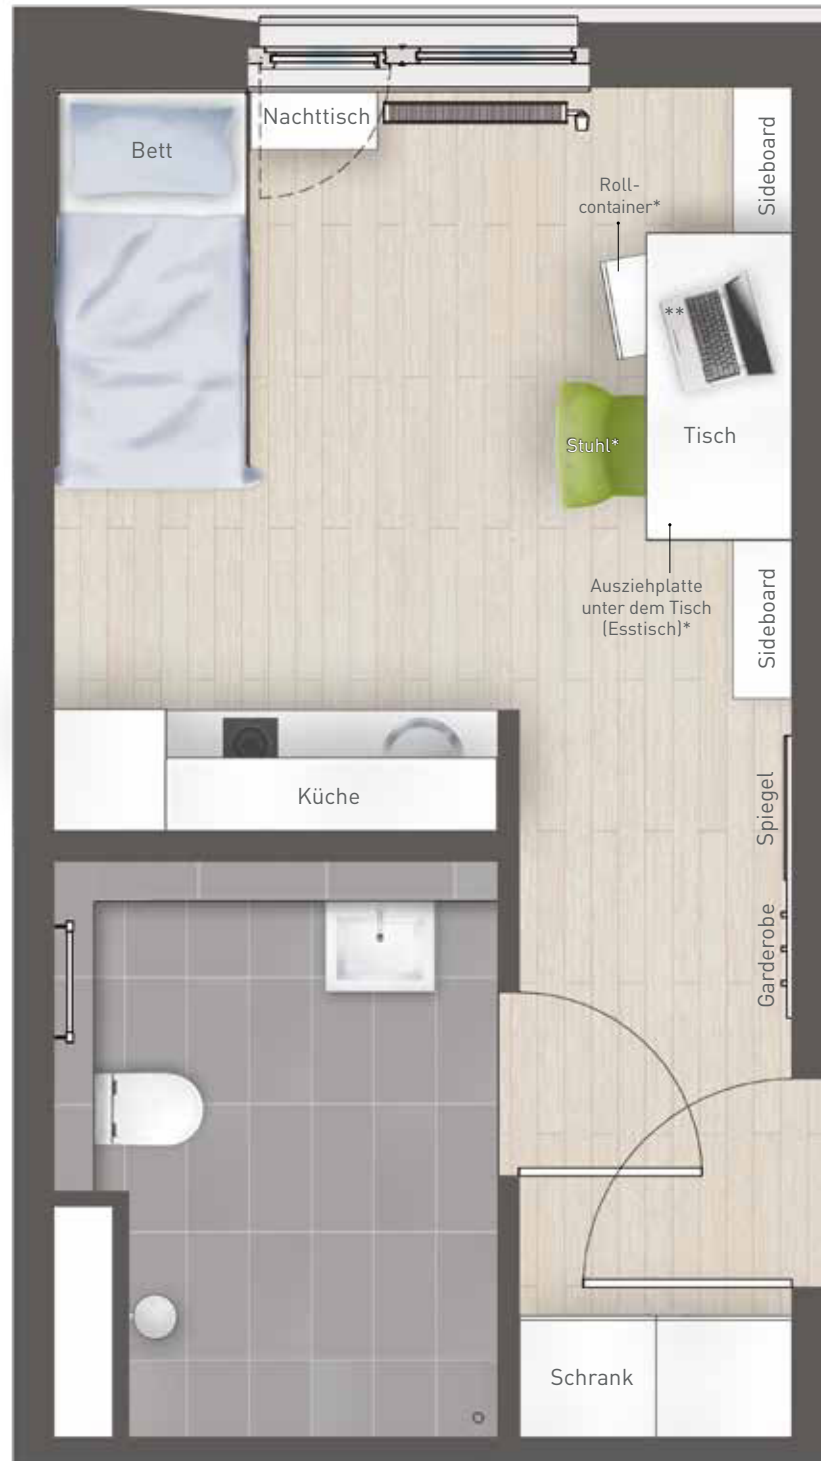 Bett
Nachttisch
Sideboard
Roll-
container*
**
Stuhl*
Tisch
Ausziehplatte
unter dem Tisch
(Esstisch)*
Sideboard
Küche
Spiegel
Garderobe
Schrank